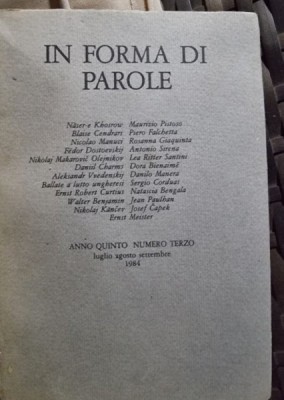 IN FORMA DI
PAROLE
Nâser-e Khosrow Maurizio Pistoso
Blaise Cendrars Piero Falchetta
Nicolao Manusi Rosanna Giaquinta
Fëdor Dostoevskij Antonio Sirena
Nikolaj Makarovič Olejnikov Lea Ritter Santini
Daniil Charms Dora Bienaimé
Aleksandr Vvedenskij Danilo Manera
Ballate a lutto ungheresi Sergio Corduas
Ernst Robert Curtius Natascia Bengala
Walter Benjamin Jean Paulhan
Nikolaj Kănčev Josef Čapek
Ernst Meister
ANNO QUINTO NUMERO TERZO
luglio agosto settembre
1984